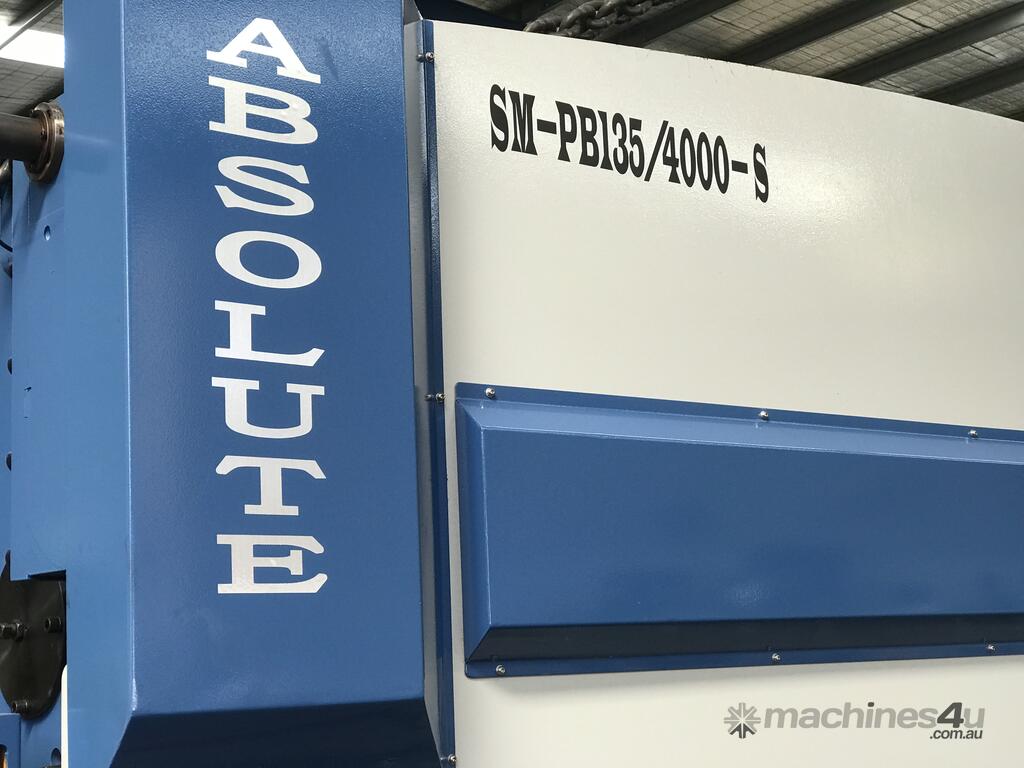 ABSOLUTE
SM-PB135/4000-S
machines4u
.com.au